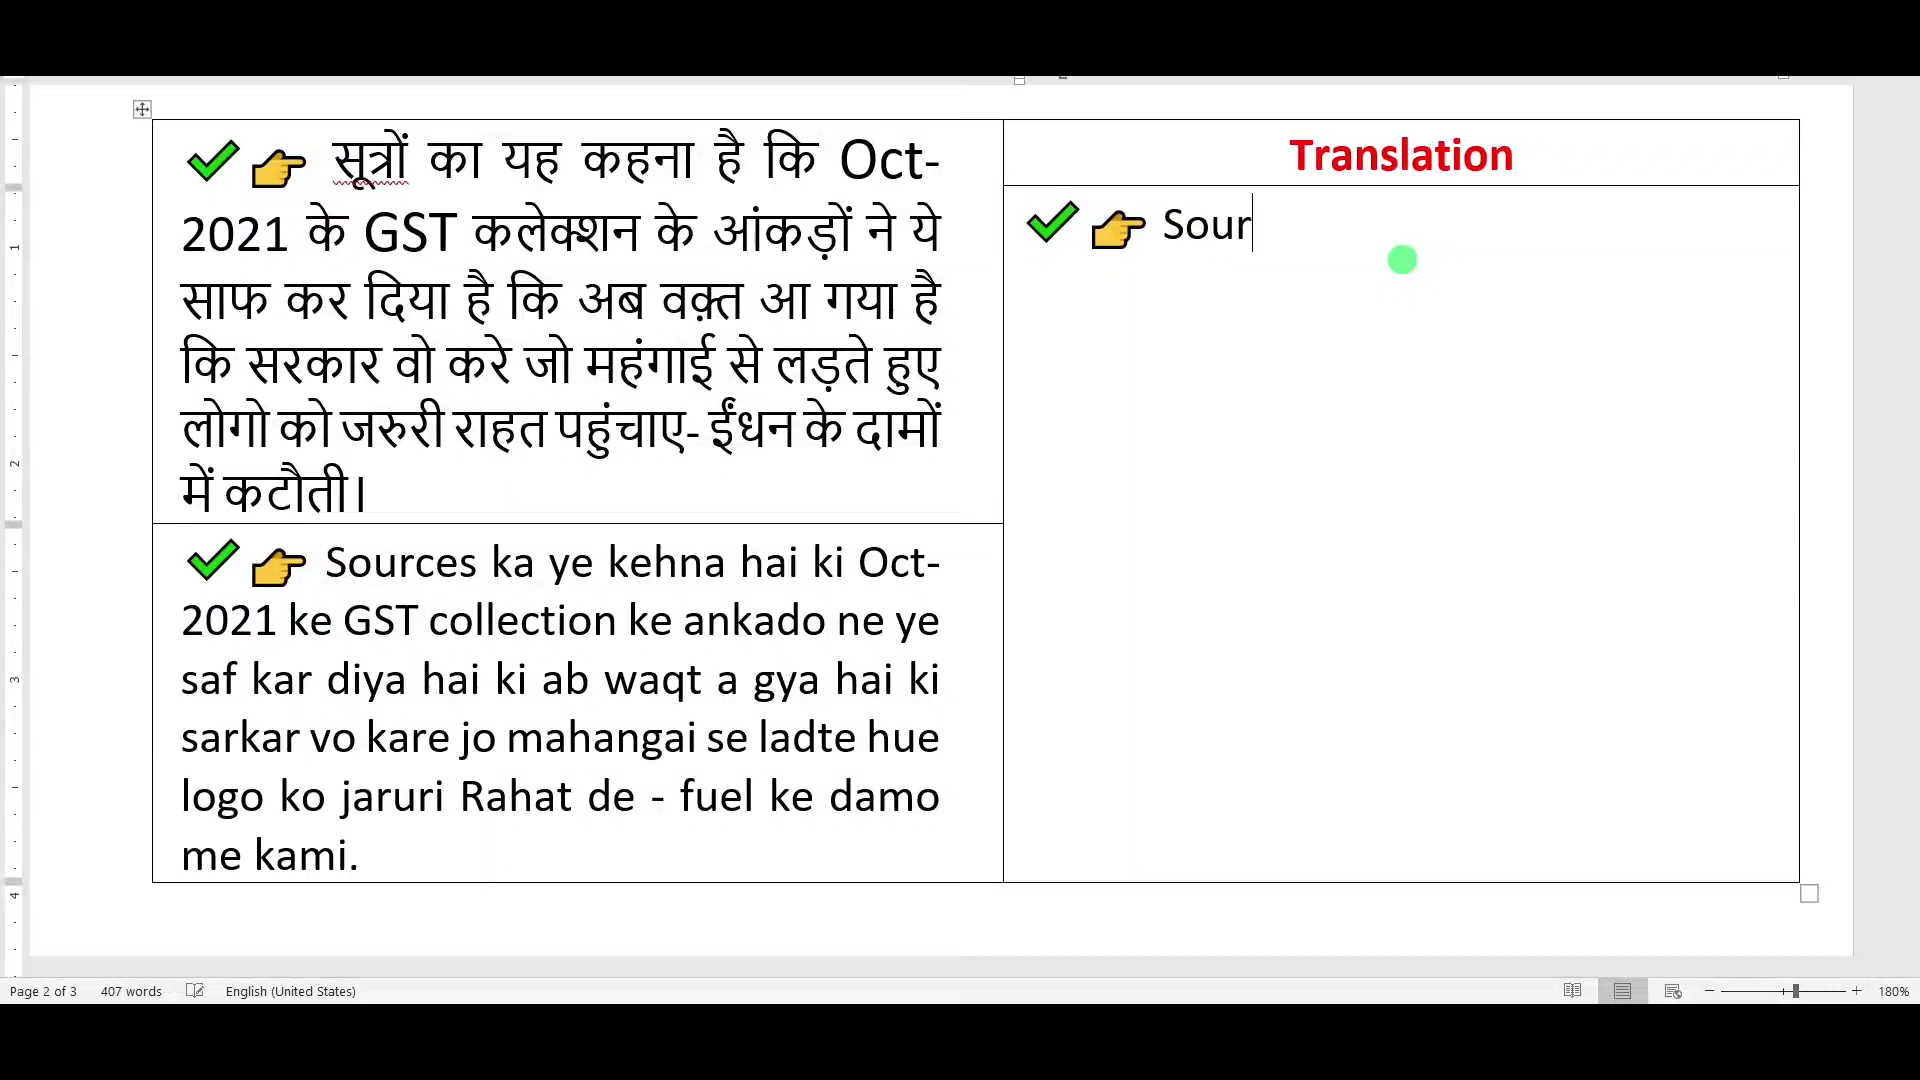 ✔👉 सूत्रों का यह कहना है कि Oct-
2021 के GST कलेक्शन के आंकड़ों ने ये
साफ कर दिया है कि अब वक़्त आ गया है
कि सरकार वो करे जो महंगाई से लड़ते हुए
लोगो को जरुरी राहत पहुंचाए- ईंधन के दामों
में कटौती।
✔👉 Sources ka ye kehna hai ki Oct-
2021 ke GST collection ke ankado ne ye
saf kar diya hai ki ab waqt a gya hai ki
sarkar vo kare jo mahangai se ladte hue
logo ko jaruri Rahat de - fuel ke damo
me kami.
Translation
✔👉 Sour
1
2
3
4
Page 2 of 3 407 words English (United States) 180%